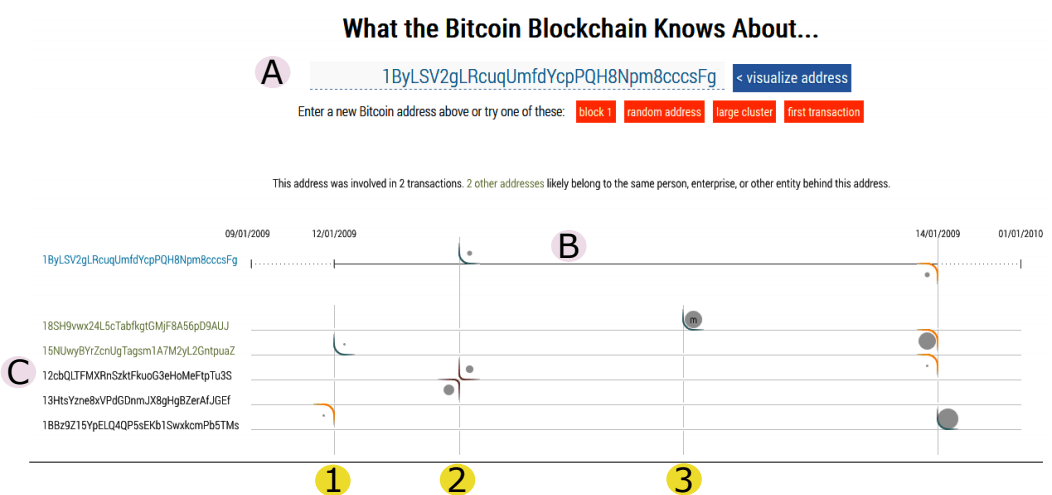 What the Bitcoin Blockchain Knows About...
A
1ByLSV2gLRcuqUmfdYcpPQH8Npm8cccsFg < visualize address
Enter a new Bitcoin address above or try one of these: block 1 random address large cluster first transaction
This address was involved in 2 transactions. 2 other addresses likely belong to the same person, enterprise, or other entity behind this address.
09/01/2009 12/01/2009 14/01/2009 01/01/2010
B
1ByLSV2gLRcuqUmfdYcpPQH8Npm8cccsFg
18SH9vwx24L5cTabfkgtGMjF8A56pD9AUJ m
15NUwyBYrZcnUgTagsm1A7M2yL2GntpuaZ
C
12cbQLTFMXRnSzktFkuoG3eHoMeFtpTu3S
13HtsYzne8xVPdGDnmJX8gHgBZerAfJGEf
1BBz9Z15YpELQ4QP5sEKb1SwxkcmPb5TMs
1 2 3